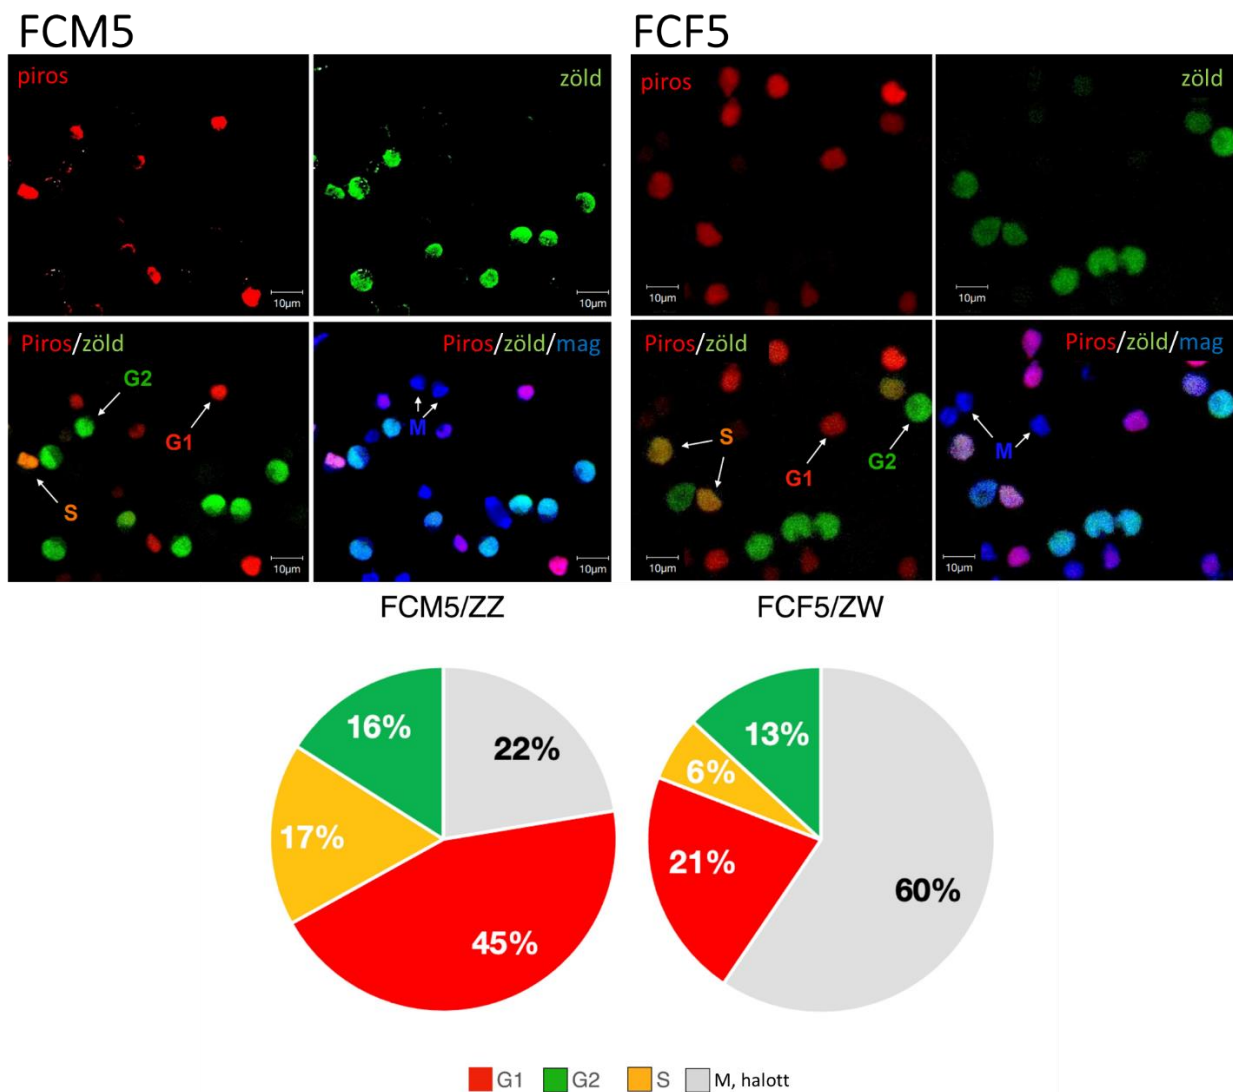 FCM5
FCF5
piros
zöld
piros
zöld
10µm
10µm
10µm
10µm
Piros/zöld
G2
G1
S
10µm
Piros/zöld/mag
M
10µm
Piros/zöld
S
G1
G2
10µm
Piros/zöld/mag
M
10µm
FCM5/ZZ
FCF5/ZW
16%
22%
17%
45%
13%
6%
21%
60%
G1
G2
S
M, halott